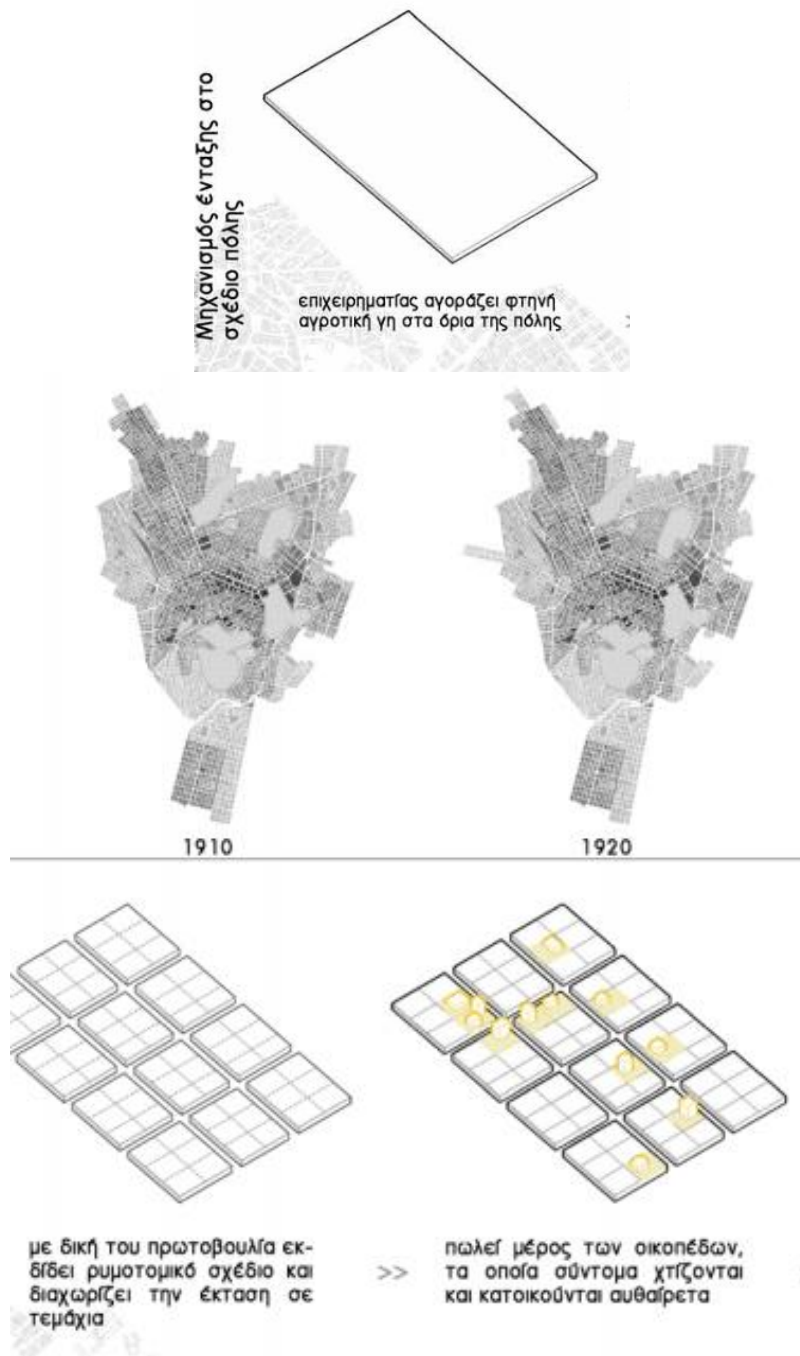 Μηχανισμός ένταξης στο
σχέδιο πόλης
επιχειρηματίας αγοράζει φτηνή
αγροτική γη στα όρια της πόλης
1910
1920
με δική του πρωτοβουλία εκ-
δίδει ρυμοτομικό σχέδιο και
διαχωρίζει την έκταση σε
τεμάχια
>>
πωλεί μέρος των οικοπέδων,
τα οποία σύντομα χτίζονται
και κατοικούνται αυθαίρετα